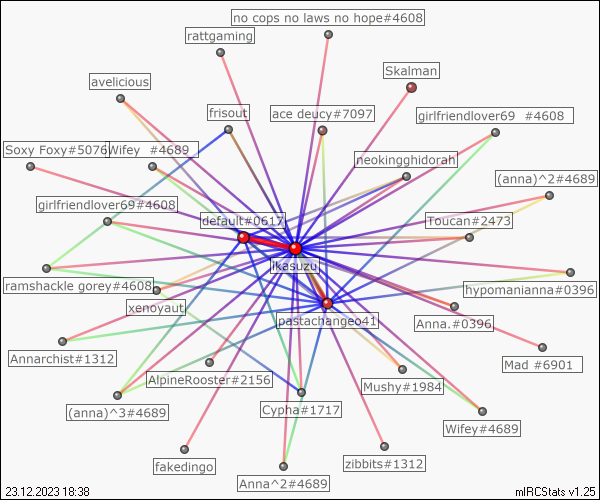 no cops no laws no hope#4608
rattgaming
Skalman
avelicious
frisout
ace deucy#7097
girlfriendlover69 #4608
Soxy Foxy#5076
Wifey #4689
neokingghidorah
(anna)^2#4689
girlfriendlover69#4608
default#0617
Toucan#2473
ikasuzu
ramshackle gorey#4608
hypomanianna#0396
xenoyaut
pastachangeo41
Anna.#0396
Annarchist#1312
Mad #6901
AlpineRooster#2156
Mushy#1984
(anna)^3#4689
Cypha#1717
Wifey#4689
fakedingo
zibbits#1312
Anna^2#4689
23.12.2023 18:38
mIRCStats v1.25